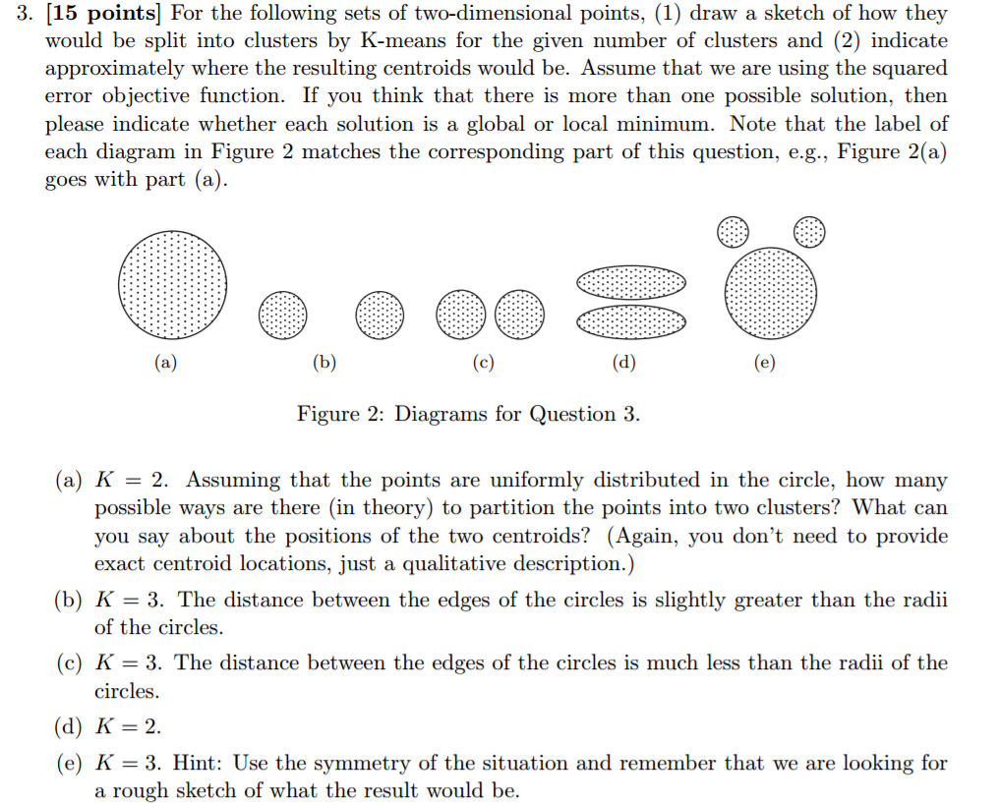 3. [15 points] For the following sets of two-dimensional points, (1) draw a sketch of how they
would be split into clusters by K-means for the given number of clusters and (2) indicate
approximately where the resulting centroids would be. Assume that we are using the squared
error objective function. If you think that there is more than one possible solution, then
please indicate whether each solution is a global or local minimum. Note that the label of
each diagram in Figure 2 matches the corresponding part of this question, e.g., Figure 2(a)
goes with part (a).
(a) (b) (c) (d) (e)
Figure 2: Diagrams for Question 3.
(a) K = 2. Assuming that the points are uniformly distributed in the circle, how many
possible ways are there (in theory) to partition the points into two clusters? What can
you say about the positions of the two centroids? (Again, you don't need to provide
exact centroid locations, just a qualitative description.)
(b) K = 3. The distance between the edges of the circles is slightly greater than the radii
of the circles.
(c) K = 3. The distance between the edges of the circles is much less than the radii of the
circles.
(d) K = 2.
(e) K = 3. Hint: Use the symmetry of the situation and remember that we are looking for
a rough sketch of what the result would be.